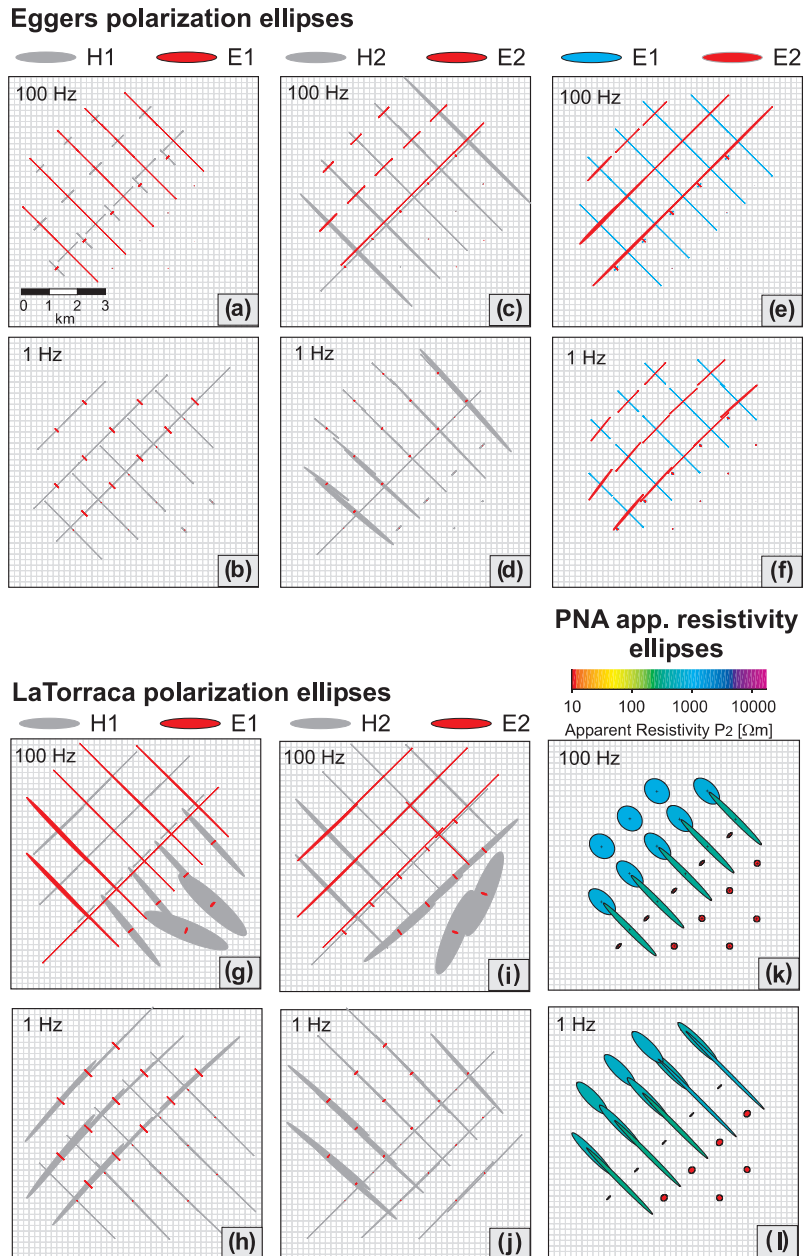 Eggers polarization ellipses
H1 E1 H2 E2 E1 E2
100 Hz 100 Hz 100 Hz
0 1 2 3
km
(a) (c) (e)
1 Hz 1 Hz 1 Hz
(b) (d) (f)
PNA app. resistivity
ellipses
LaTorraca polarization ellipses
10 100 1000 10000
H1 E1 H2 E2
Apparent Resistivity P2 [Ωm]
100 Hz 100 Hz 100 Hz
(g) (i) (k)
1 Hz 1 Hz 1 Hz
(h) (j) (l)